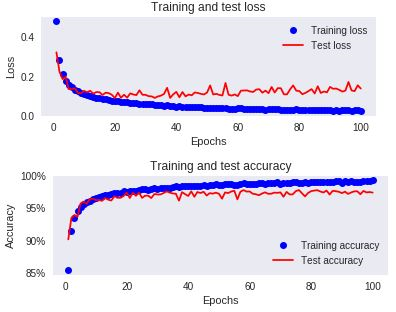 Training and test loss
Training loss
Test loss
0.4
0.2
0.0
Loss
0 20 40 60 80 100
Epochs
Training and test accuracy
100%
95%
90%
85%
Accuracy
Training accuracy
Test accuracy
0 20 40 60 80 100
Epochs